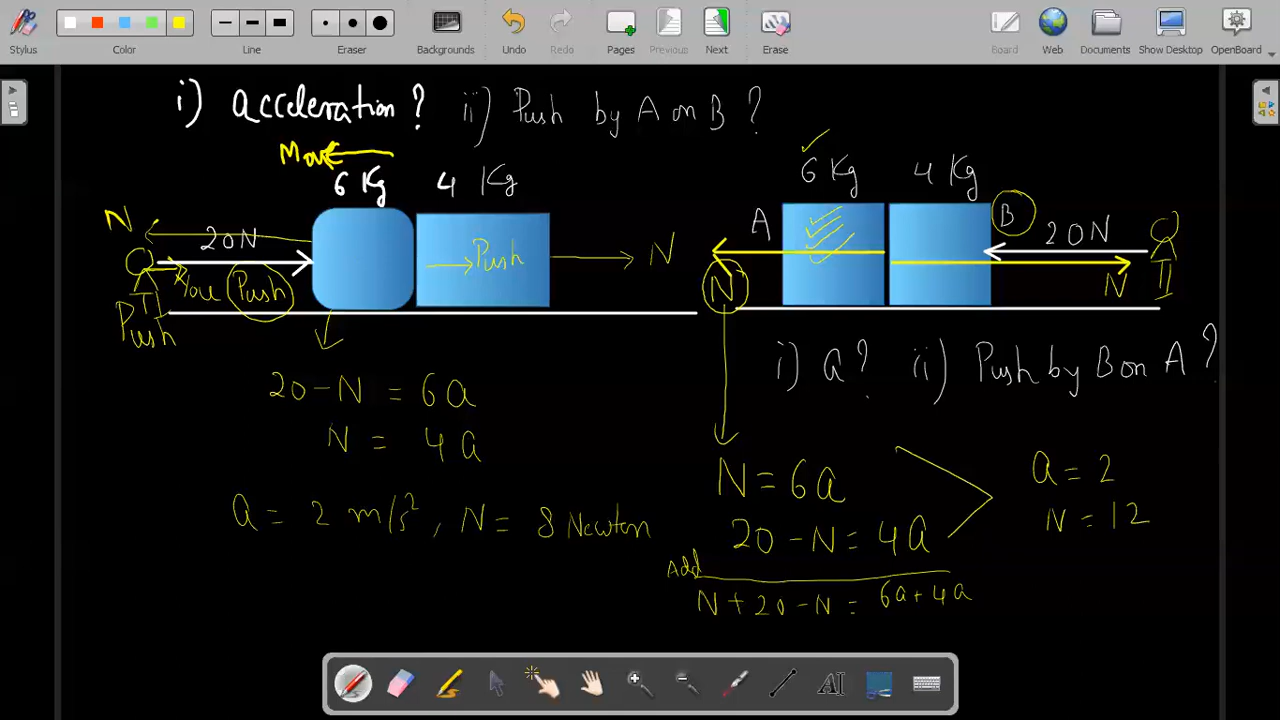 Stylus Color Line Eraser Backgrounds Undo Redo Pages Previous Next Erase Board Web Documents Show Desktop OpenBoard
i) acceleration? ii) Push by A on B?
Move
6 Kg 4 Kg
N
20N
You Push
Push
Push
N
6 Kg 4 Kg
A
B
20N
N
N
i) a? ii) Push by B on A?
20-N = 6a
N = 4a
a = 2 m/s², N = 8 Newton
N = 6a
20-N = 4a
Add
N+20-N = 6a+4a
a = 2
N = 12
AI